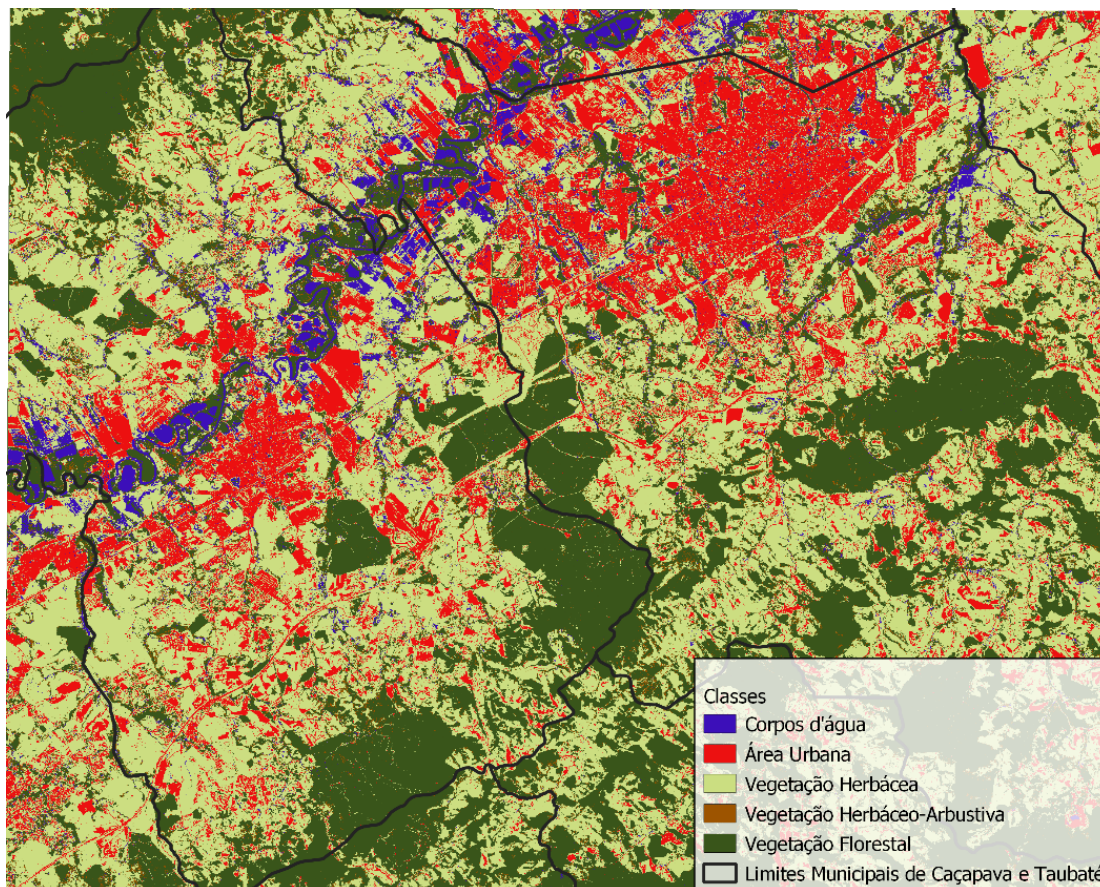 Classes
Corpos d'água
Área Urbana
Vegetação Herbácea
Vegetação Herbáceo-Arbustiva
Vegetação Florestal
Limites Municipais de Caçapava e Taubaté